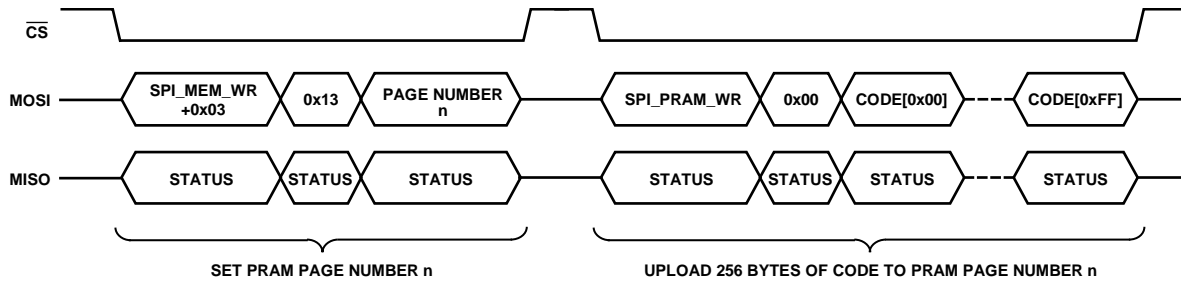 CS
MOSI
SPI_MEM_WR
+0x03
0x13
PAGE NUMBER
n
SPI_PRAM_WR
0x00
CODE[0x00]
CODE[0xFF]
MISO
STATUS
STATUS
STATUS
STATUS
STATUS
STATUS
STATUS
SET PRAM PAGE NUMBER n
UPLOAD 256 BYTES OF CODE TO PRAM PAGE NUMBER n